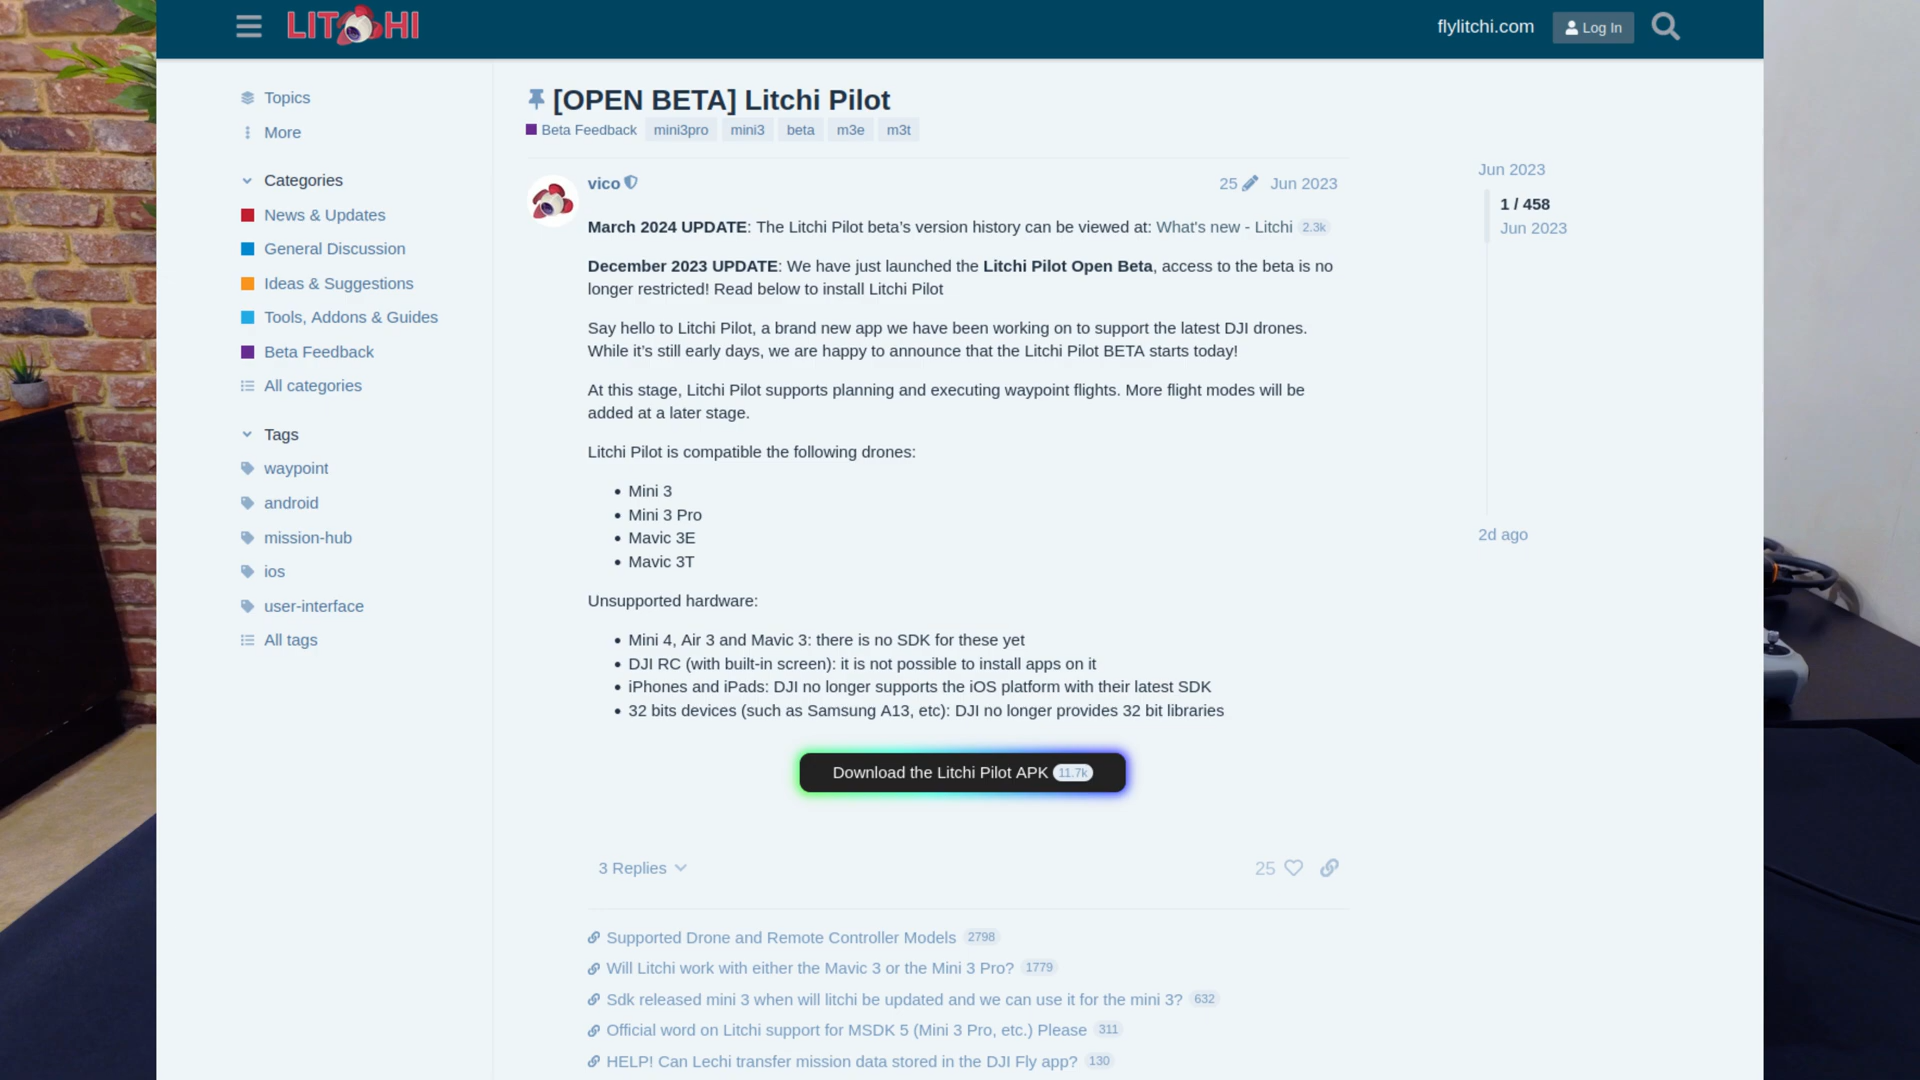 LITCHI
flylitchi.com
Log In
Topics
More
Categories
News & Updates
General Discussion
Ideas & Suggestions
Tools, Addons & Guides
Beta Feedback
All categories
Tags
waypoint
android
mission-hub
ios
user-interface
All tags
[OPEN BETA] Litchi Pilot
Beta Feedback mini3pro mini3 beta m3e m3t
vico 25 Jun 2023
March 2024 UPDATE: The Litchi Pilot beta’s version history can be viewed at: What's new - Litchi 2.3k
December 2023 UPDATE: We have just launched the Litchi Pilot Open Beta, access to the beta is no
longer restricted! Read below to install Litchi Pilot
Say hello to Litchi Pilot, a brand new app we have been working on to support the latest DJI drones.
While it’s still early days, we are happy to announce that the Litchi Pilot BETA starts today!
At this stage, Litchi Pilot supports planning and executing waypoint flights. More flight modes will be
added at a later stage.
Litchi Pilot is compatible the following drones:
• Mini 3
• Mini 3 Pro
• Mavic 3E
• Mavic 3T
Unsupported hardware:
• Mini 4, Air 3 and Mavic 3: there is no SDK for these yet
• DJI RC (with built-in screen): it is not possible to install apps on it
• iPhones and iPads: DJI no longer supports the iOS platform with their latest SDK
• 32 bits devices (such as Samsung A13, etc): DJI no longer provides 32 bit libraries
Download the Litchi Pilot APK 11.7k
3 Replies 25
Supported Drone and Remote Controller Models 2798
Will Litchi work with either the Mavic 3 or the Mini 3 Pro? 1779
Sdk released mini 3 when will litchi be updated and we can use it for the mini 3? 632
Official word on Litchi support for MSDK 5 (Mini 3 Pro, etc.) Please 311
HELP! Can Lechi transfer mission data stored in the DJI Fly app? 130
Jun 2023
1 / 458
Jun 2023
2d ago